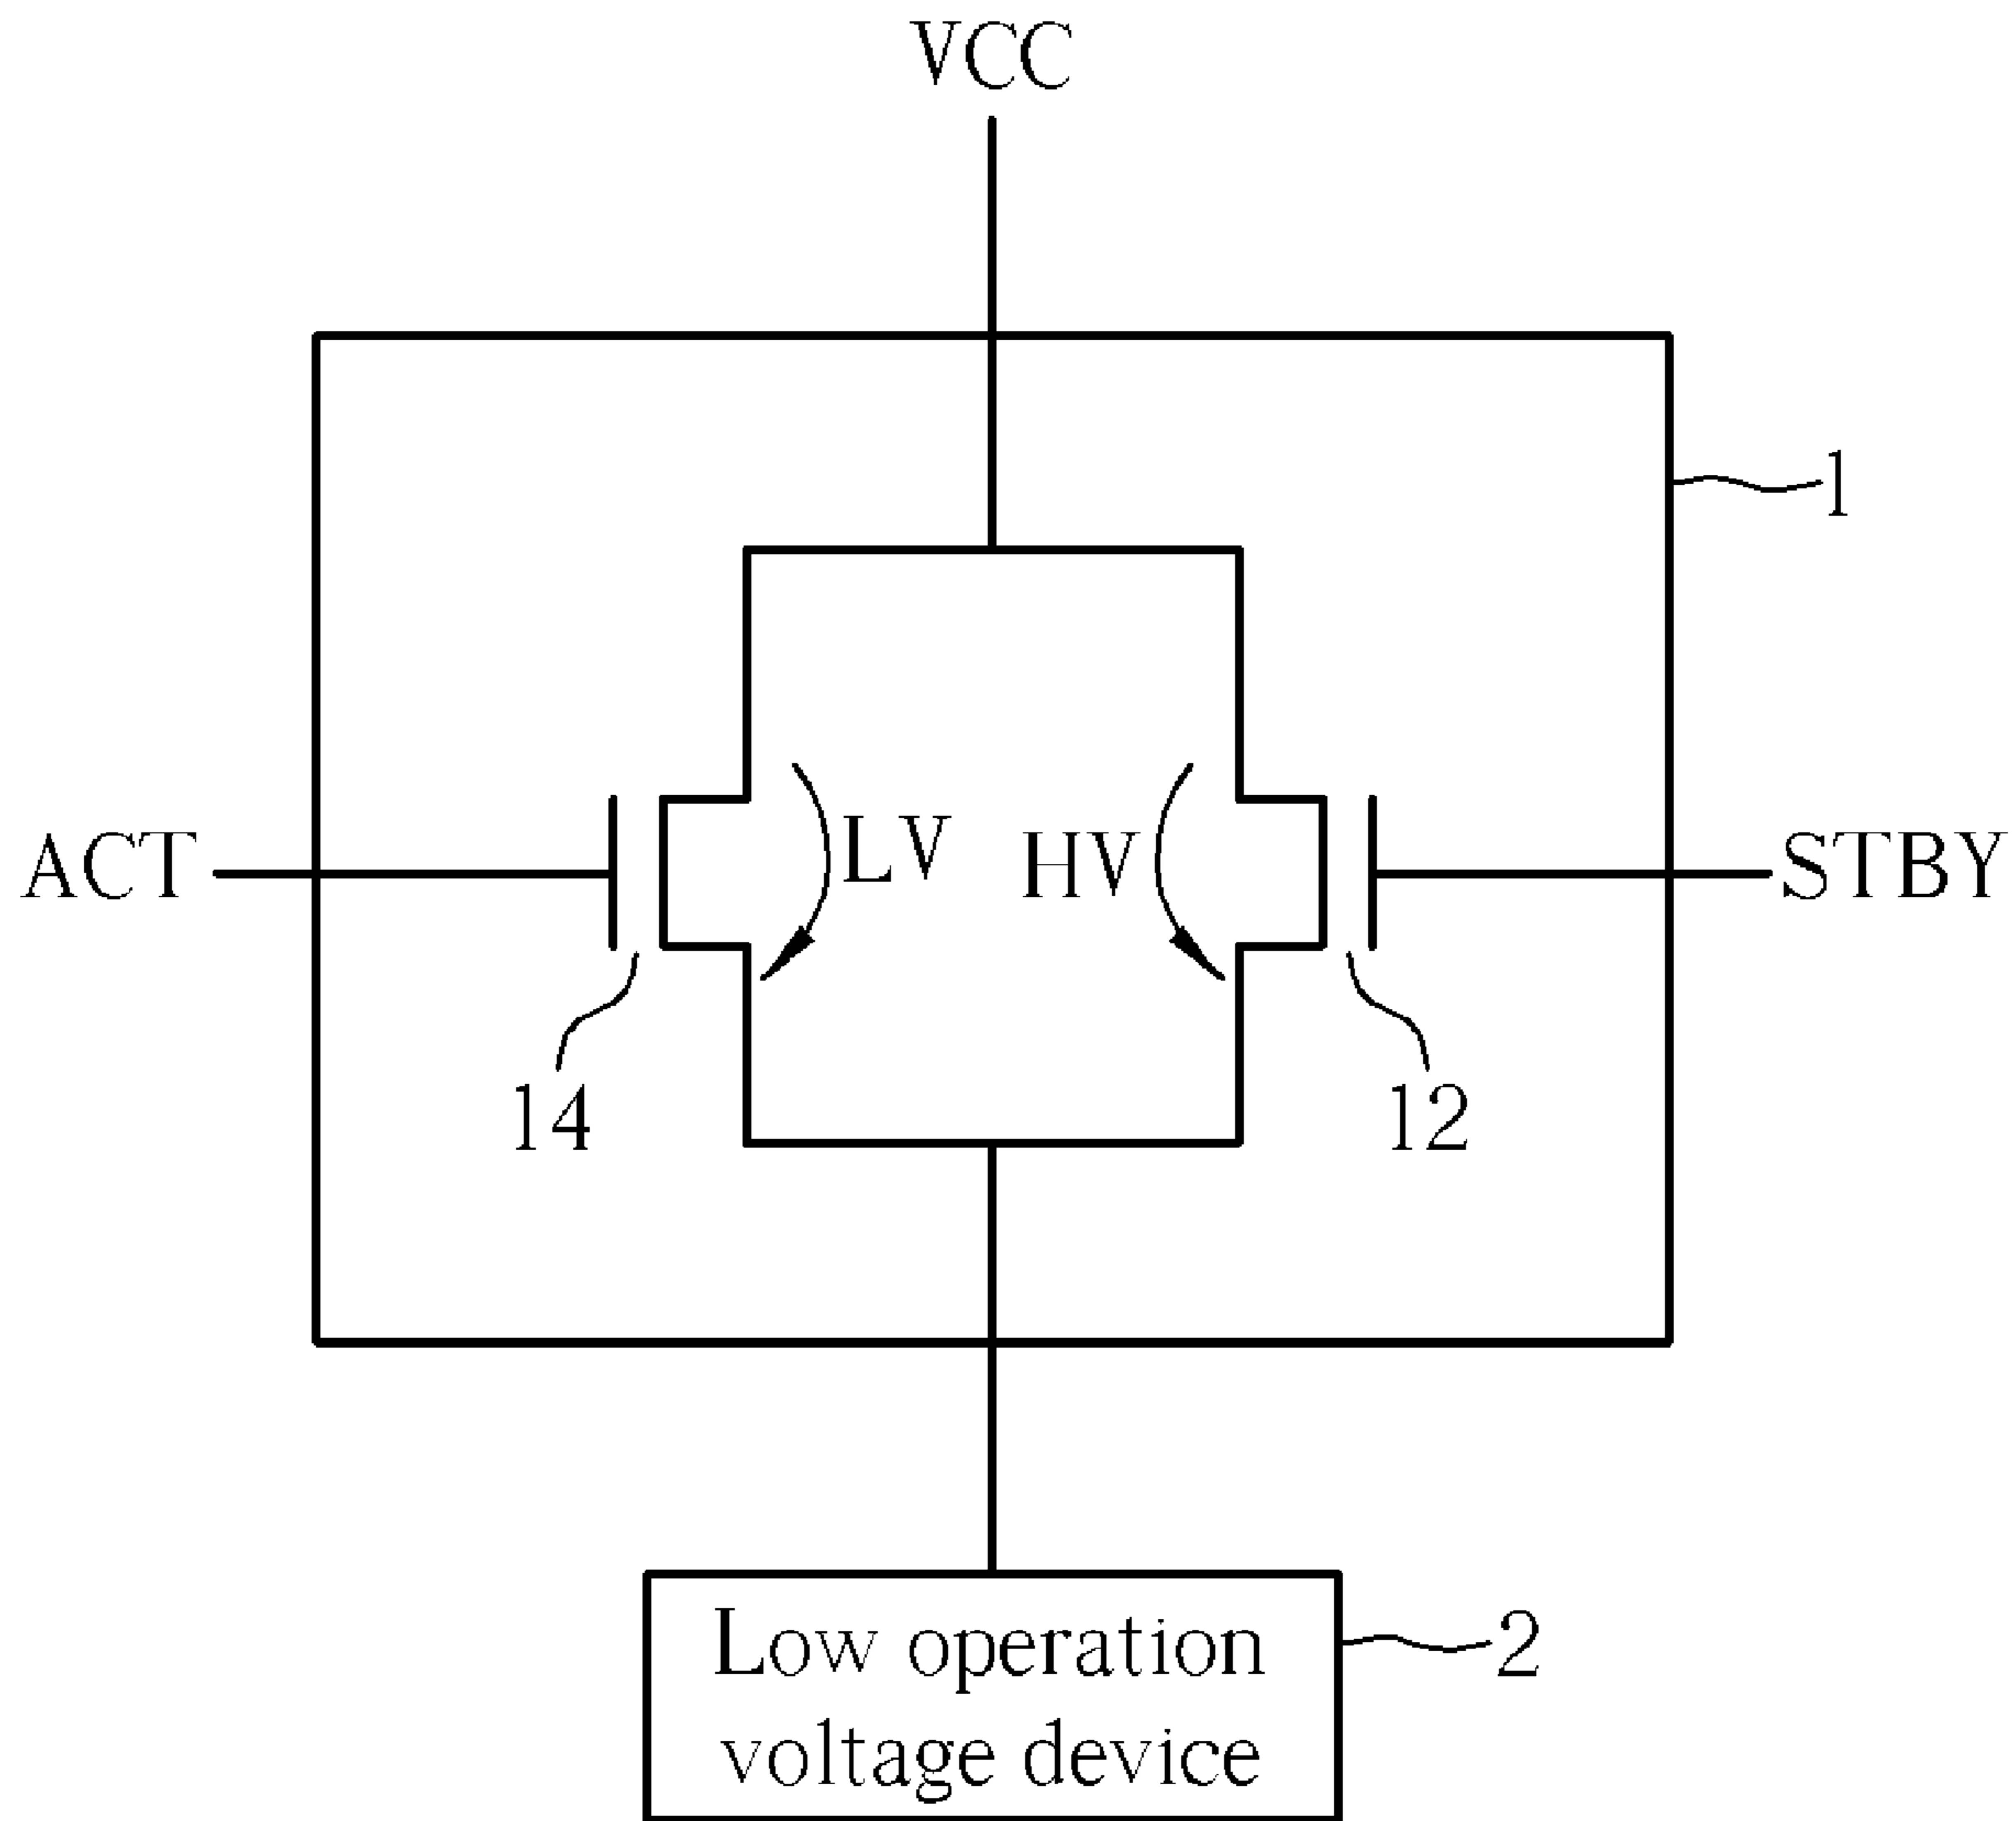 VCC
1
ACT
LV
HV
STBY
14
12
Low operation
voltage device
2